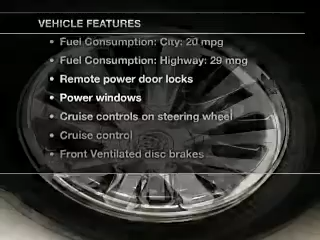 VEHICLE FEATURES
• Fuel Consumption: City: 20 mpg
• Fuel Consumption: Highway: 29 mpg
• Remote power door locks
• Power windows
• Cruise controls on steering wheel
• Cruise control
• Front Ventilated disc brakes